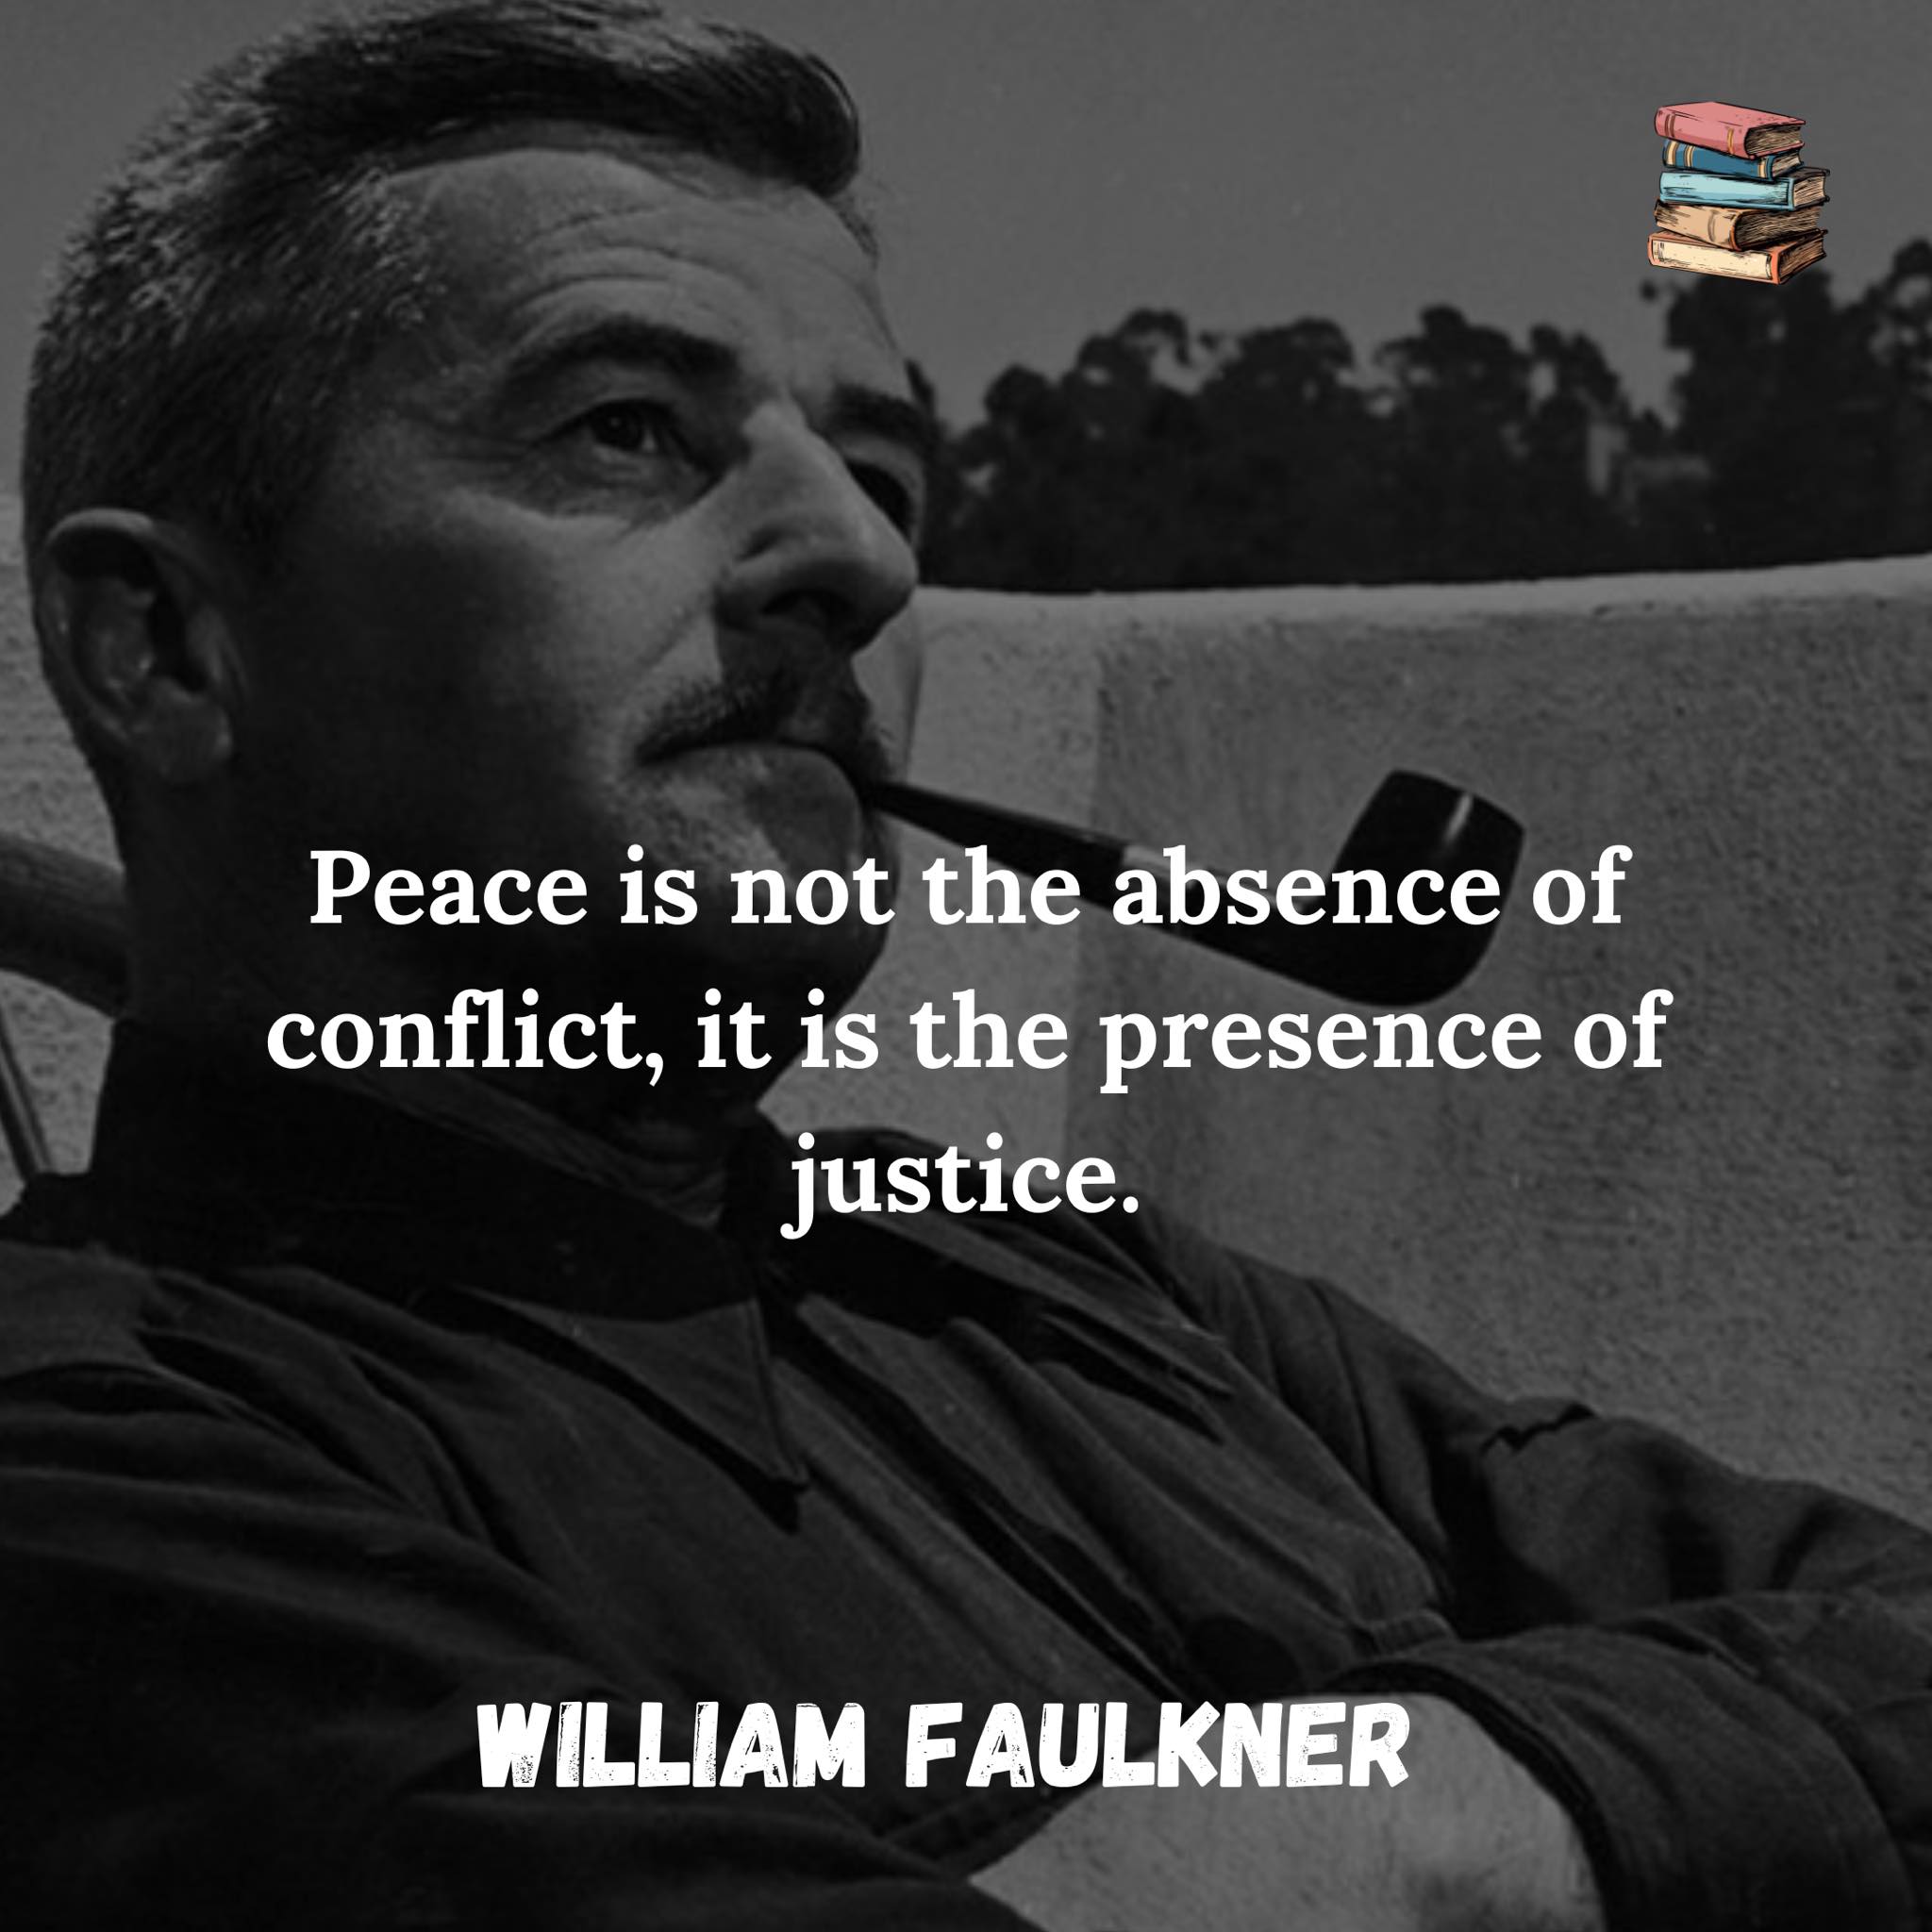 Peace is not the absence of
conflict, it is the presence of
justice.
WILLIAM FAULKNER